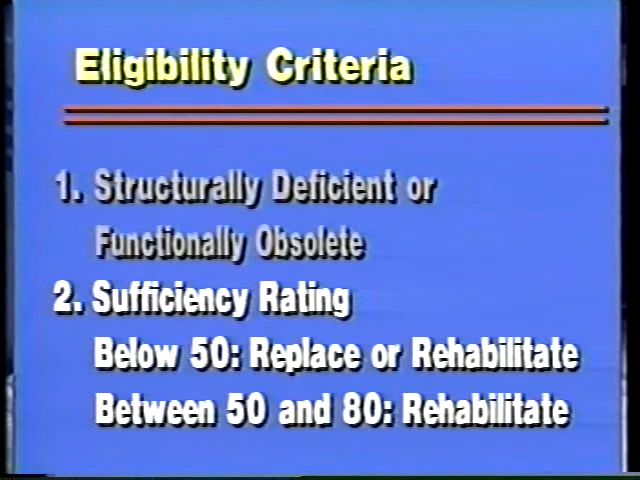 Eligibility Criteria
1. Structurally Deficient or
Functionally Obsolete
2. Sufficiency Rating
Below 50: Replace or Rehabilitate
Between 50 and 80: Rehabilitate